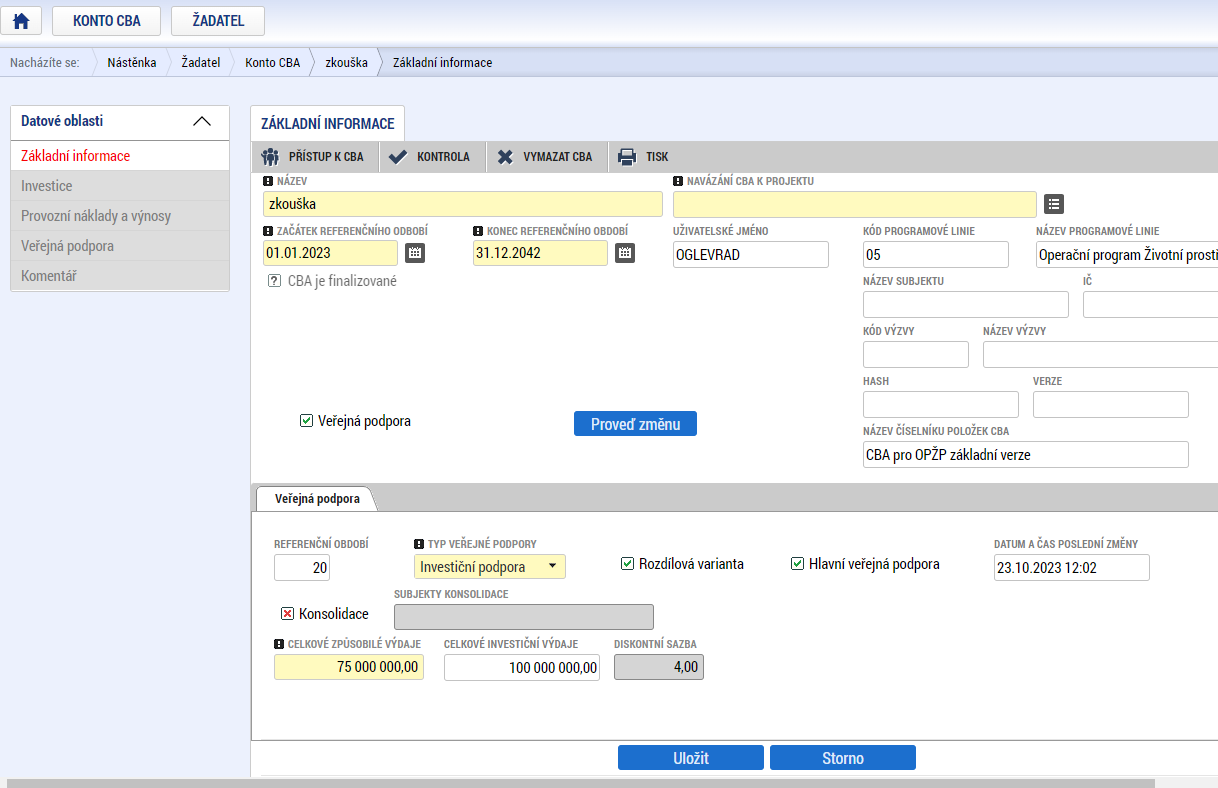 KONTO CBA
ŽADATEL
Nacházíte se: Nástěnka Žadatel Konto CBA zkouška Základní informace
Datové oblasti
Základní informace
Investice
Provozní náklady a výnosy
Veřejná podpora
Komentář
ZÁKLADNÍ INFORMACE
PŘÍSTUP K CBA KONTROLA VYMAZAT CBA TISK
NÁZEV NAVÁZÁNÍ CBA K PROJEKTU
zkouška
ZAČÁTEK REFERENČNÍHO ODBOBÍ KONEC REFERENČNÍHO OBDOBÍ UŽIVATELSKÉ JMÉNO KÓD PROGRAMOVÉ LINIE NÁZEV PROGRAMOVÉ LINIE
01.01.2023 31.12.2042 OGLEVRAD 05 Operační program Životní prosti
CBA je finalizované NÁZEV SUBJEKTU IČ
KÓD VÝZVY NÁZEV VÝZVY
HASH VERZE
Veřejná podpora Proveď změnu
NÁZEV ČÍSELNÍKU POLOŽEK CBA
CBA pro OPŽP základní verze
Veřejná podpora
REFERENČNÍ OBDOBÍ TYP VEŘEJNÉ PODPORY DATUM A ČAS POSLEDNÍ ZMĚNY
20 Investiční podpora Rozdílová varianta Hlavní veřejná podpora 23.10.2023 12:02
SUBJEKTY KONSOLIDACE
Konsolidace
CELKOVÉ ZPŮSOBILÉ VÝDAJE CELKOVÉ INVESTIČNÍ VÝDAJE DISKONTNÍ SAZBA
75 000 000,00 100 000 000,00 4,00
Uložit Storno